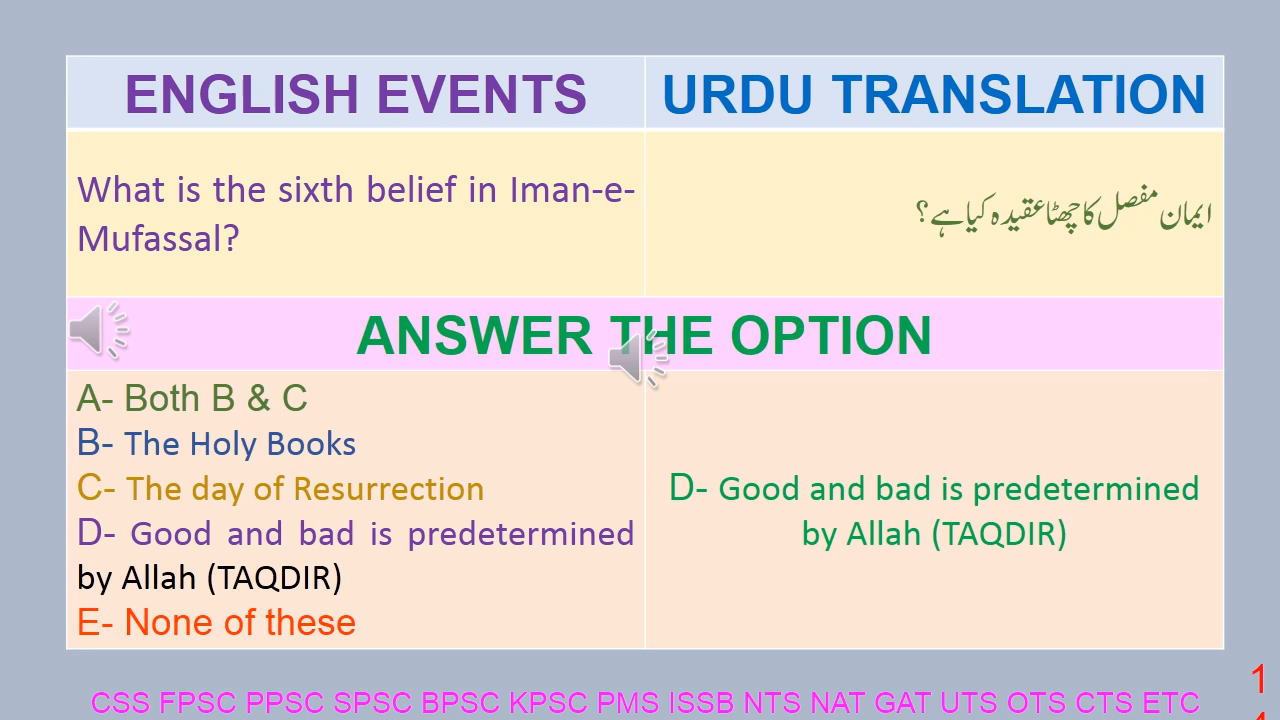 ENGLISH EVENTS
URDU TRANSLATION
What is the sixth belief in Iman-e-
Mufassal?
ایمان مفصل کا چھٹا عقیدہ کیا ہے؟
ANSWER THE OPTION
A- Both B & C
B- The Holy Books
C- The day of Resurrection
D- Good and bad is predetermined
by Allah (TAQDIR)
E- None of these
D- Good and bad is predetermined
by Allah (TAQDIR)
CSS FPSC PPSC SPSC BPSC KPSC PMS ISSB NTS NAT GAT UTS OTS CTS ETC
1